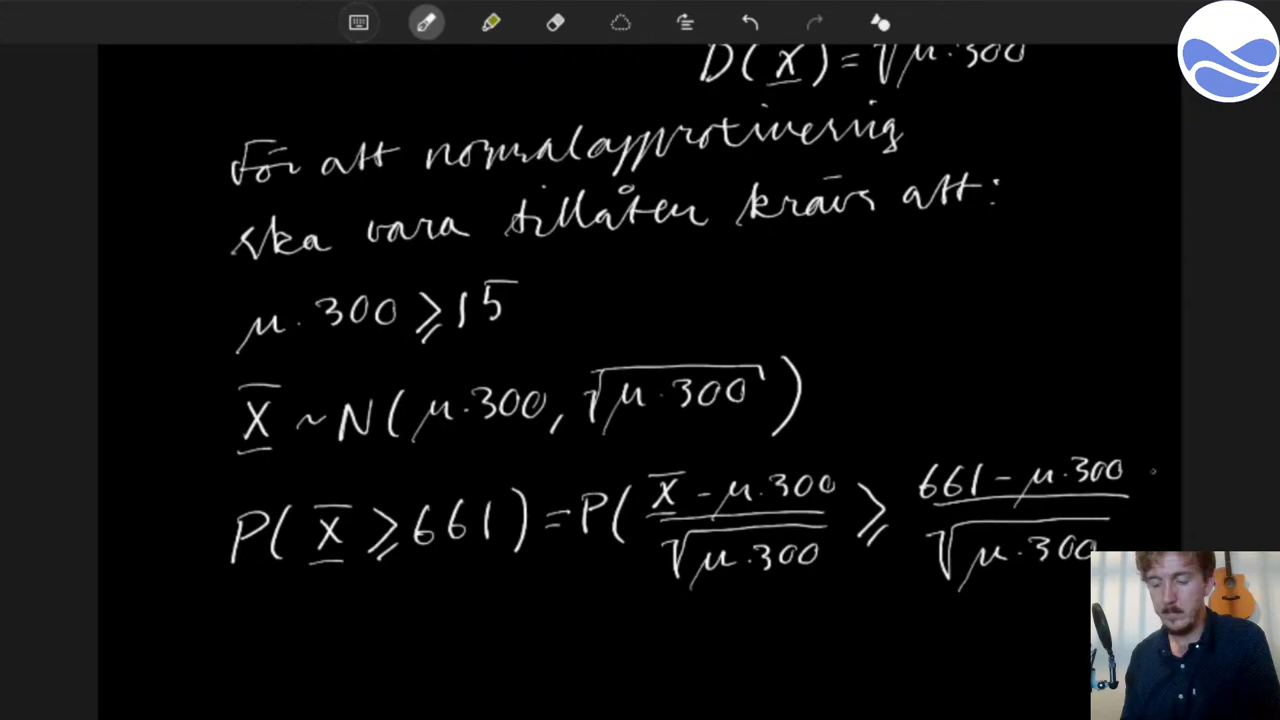 D(X) = √μ·300
För att normalapproximering
ska vara tillåten krävs att:
μ·300 ≥ 15
X ~ N(μ·300, √μ·300)
P(X ≥ 661) = P( (X - μ·300)/√μ·300 ≥ (661 - μ·300)/√μ·300